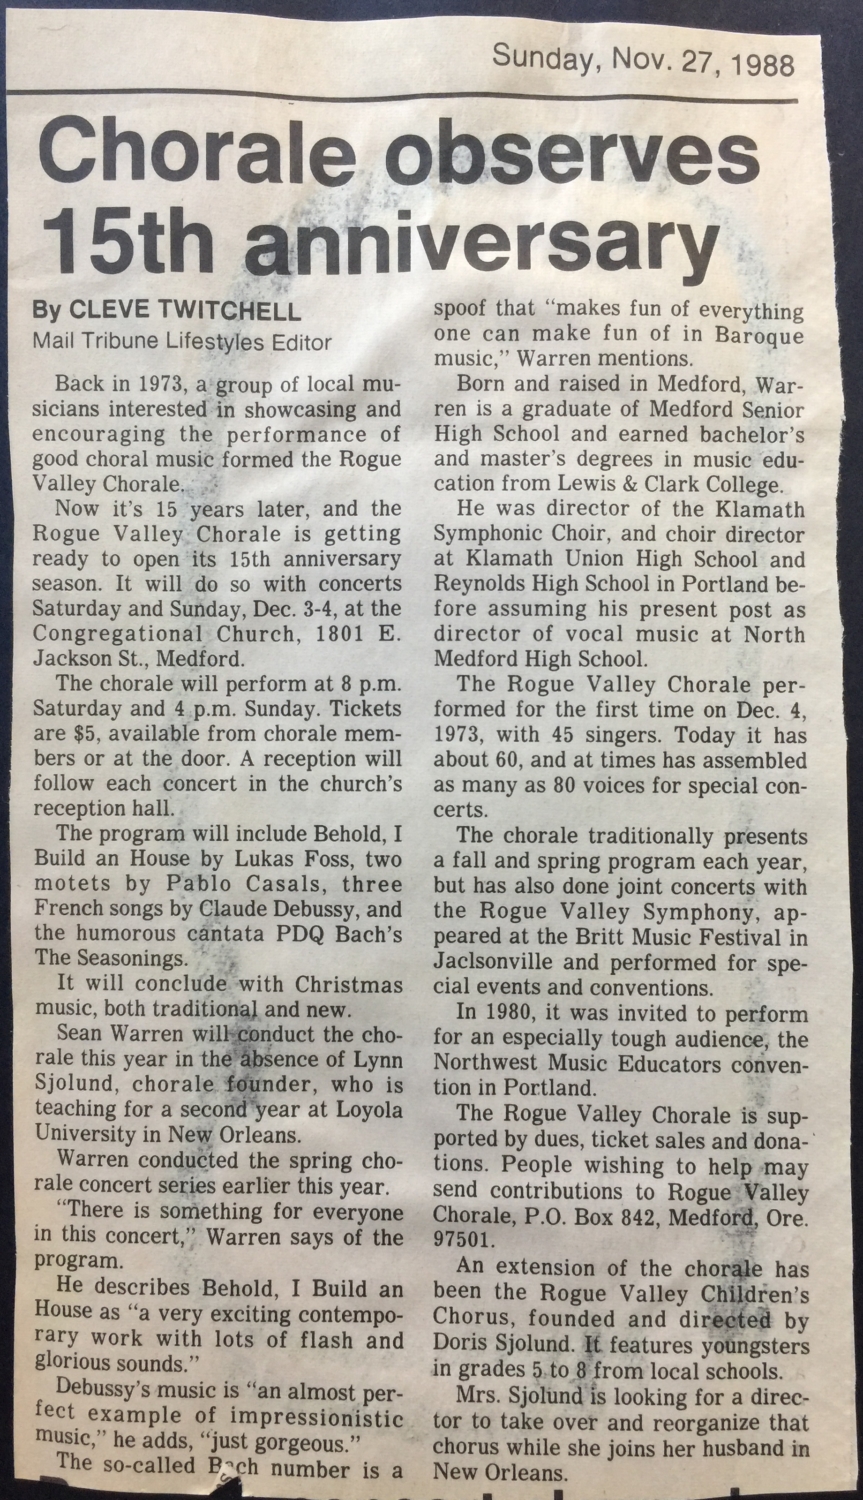 Sunday, Nov. 27, 1988
Chorale observes
15th anniversary
By CLEVE TWITCHELL
Mail Tribune Lifestyles Editor
Back in 1973, a group of local mu-
sicians interested in showcasing and
encouraging the performance of
good choral music formed the Rogue
Valley Chorale.
Now it's 15 years later, and the
Rogue Valley Chorale is getting
ready to open its 15th anniversary
season. It will do so with concerts
Saturday and Sunday, Dec. 3-4, at the
Congregational Church, 1801 E.
Jackson St., Medford.
The chorale will perform at 8 p.m.
Saturday and 4 p.m. Sunday. Tickets
are $5, available from chorale mem-
bers or at the door. A reception will
follow each concert in the church's
reception hall.
The program will include Behold, I
Build an House by Lukas Foss, two
motets by Pablo Casals, three
French songs by Claude Debussy, and
the humorous cantata PDQ Bach's
The Seasonings.
It will conclude with Christmas
music, both traditional and new.
Sean Warren will conduct the cho-
rale this year in the absence of Lynn
Sjolund, chorale founder, who is
teaching for a second year at Loyola
University in New Orleans.
Warren conducted the spring cho-
rale concert series earlier this year.
"There is something for everyone
in this concert," Warren says of the
program.
He describes Behold, I Build an
House as "a very exciting contempo-
rary work with lots of flash and
glorious sounds."
Debussy's music is "an almost per-
fect example of impressionistic
music," he adds, "just gorgeous."
The so-called Bach number is a
spoof that "makes fun of everything
one can make fun of in Baroque
music," Warren mentions.
Born and raised in Medford, War-
ren is a graduate of Medford Senior
High School and earned bachelor's
and master's degrees in music edu-
cation from Lewis & Clark College.
He was director of the Klamath
Symphonic Choir, and choir director
at Klamath Union High School and
Reynolds High School in Portland be-
fore assuming his present post as
director of vocal music at North
Medford High School.
The Rogue Valley Chorale per-
formed for the first time on Dec. 4,
1973, with 45 singers. Today it has
about 60, and at times has assembled
as many as 80 voices for special con-
certs.
The chorale traditionally presents
a fall and spring program each year,
but has also done joint concerts with
the Rogue Valley Symphony, ap-
peared at the Britt Music Festival in
Jaclsonville and performed for spe-
cial events and conventions.
In 1980, it was invited to perform
for an especially tough audience, the
Northwest Music Educators conven-
tion in Portland.
The Rogue Valley Chorale is sup-
ported by dues, ticket sales and dona-
tions. People wishing to help may
send contributions to Rogue Valley
Chorale, P.O. Box 842, Medford, Ore.
97501.
An extension of the chorale has
been the Rogue Valley Children's
Chorus, founded and directed by
Doris Sjolund. It features youngsters
in grades 5 to 8 from local schools.
Mrs. Sjolund is looking for a direc-
tor to take over and reorganize that
chorus while she joins her husband in
New Orleans.